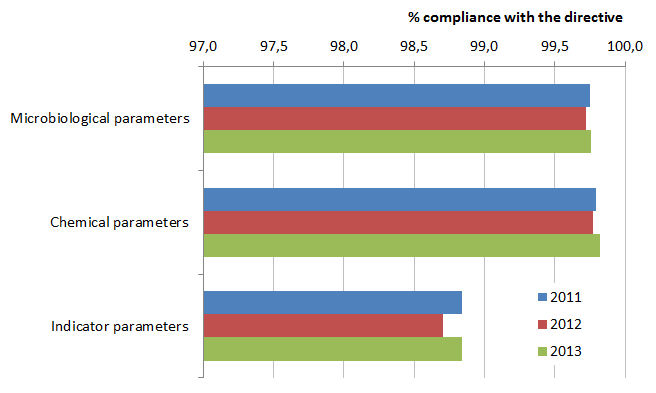 % compliance with the directive
97,0 97,5 98,0 98,5 99,0 99,5 100,0
Microbiological parameters
Chemical parameters
Indicator parameters
2011
2012
2013